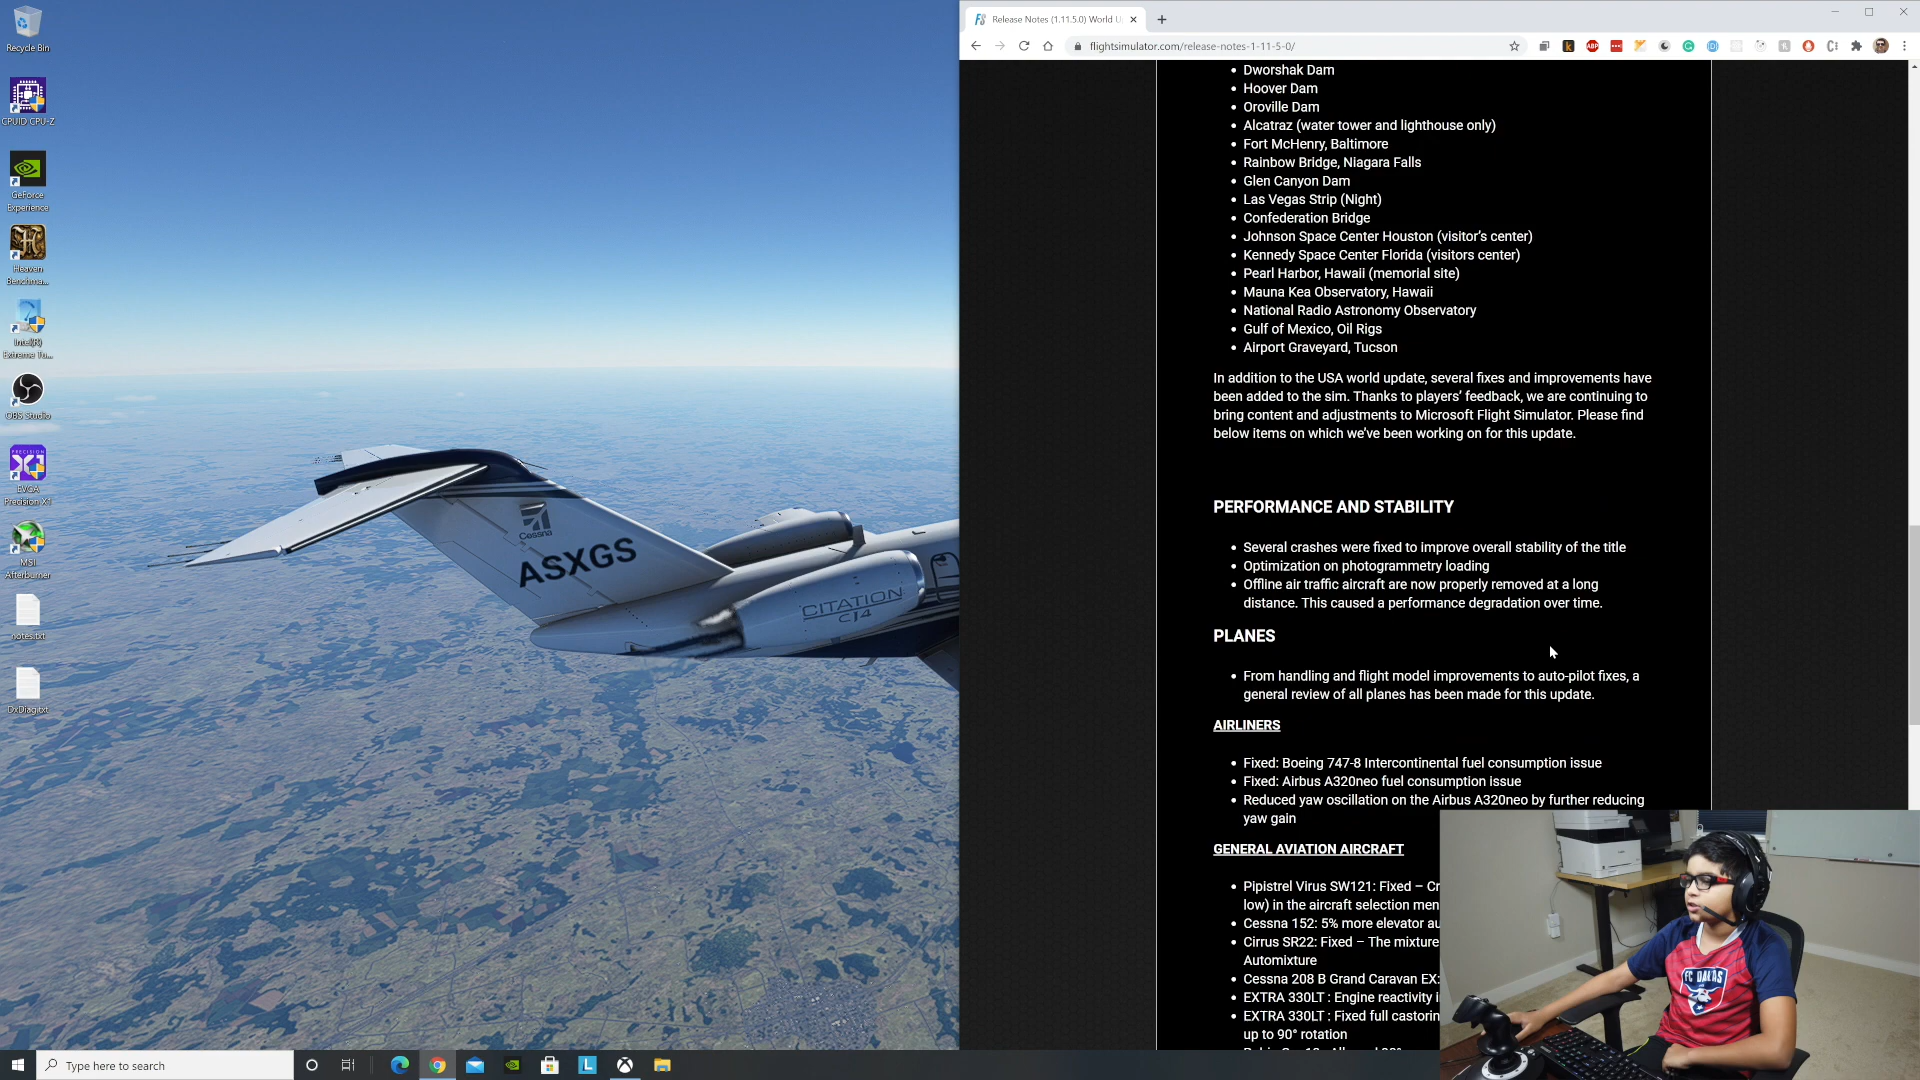 Recycle Bin
CPUID CPU-Z
GeForce
Experience
Heaven
Benchma...
Intel(R)
Extreme Tu...
OBS Studio
EVGA
Precision X1
MSI
Afterburner
notes.txt
DxDiag.txt
Cessna
ASXGS
CITATION
CJ4
Type here to search
Release Notes (1.11.5.0) World U
flightsimulator.com/release-notes-1-11-5-0/
Dworshak Dam
Hoover Dam
Oroville Dam
Alcatraz (water tower and lighthouse only)
Fort McHenry, Baltimore
Rainbow Bridge, Niagara Falls
Glen Canyon Dam
Las Vegas Strip (Night)
Confederation Bridge
Johnson Space Center Houston (visitor’s center)
Kennedy Space Center Florida (visitors center)
Pearl Harbor, Hawaii (memorial site)
Mauna Kea Observatory, Hawaii
National Radio Astronomy Observatory
Gulf of Mexico, Oil Rigs
Airport Graveyard, Tucson
In addition to the USA world update, several fixes and improvements have
been added to the sim. Thanks to players’ feedback, we are continuing to
bring content and adjustments to Microsoft Flight Simulator. Please find
below items on which we’ve been working on for this update.
PERFORMANCE AND STABILITY
Several crashes were fixed to improve overall stability of the title
Optimization on photogrammetry loading
Offline air traffic aircraft are now properly removed at a long
distance. This caused a performance degradation over time.
PLANES
From handling and flight model improvements to auto-pilot fixes, a
general review of all planes has been made for this update.
AIRLINERS
Fixed: Boeing 747-8 Intercontinental fuel consumption issue
Fixed: Airbus A320neo fuel consumption issue
Reduced yaw oscillation on the Airbus A320neo by further reducing
yaw gain
GENERAL AVIATION AIRCRAFT
Pipistrel Virus SW121: Fixed – Cr
low) in the aircraft selection men
Cessna 152: 5% more elevator au
Cirrus SR22: Fixed – The mixture
Automixture
Cessna 208 B Grand Caravan EX:
EXTRA 330LT : Engine reactivity i
EXTRA 330LT : Fixed full castorin
up to 90° rotation
FC DALLAS